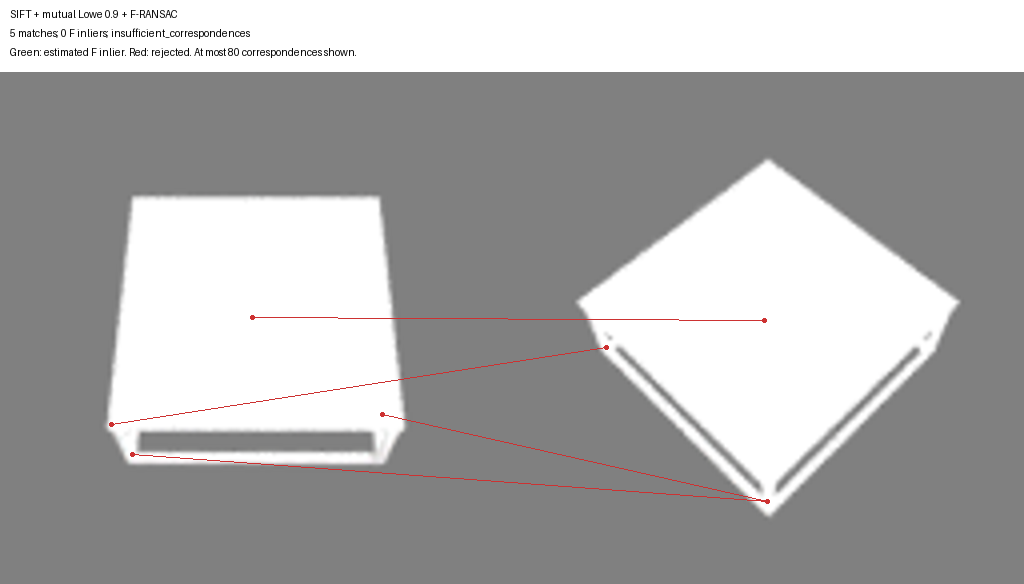 SIFT + mutual Lowe 0.9 + F-RANSAC
5 matches; 0 F inliers; insufficient_correspondences
Green: estimated F inlier. Red: rejected. At most 80 correspondences shown.